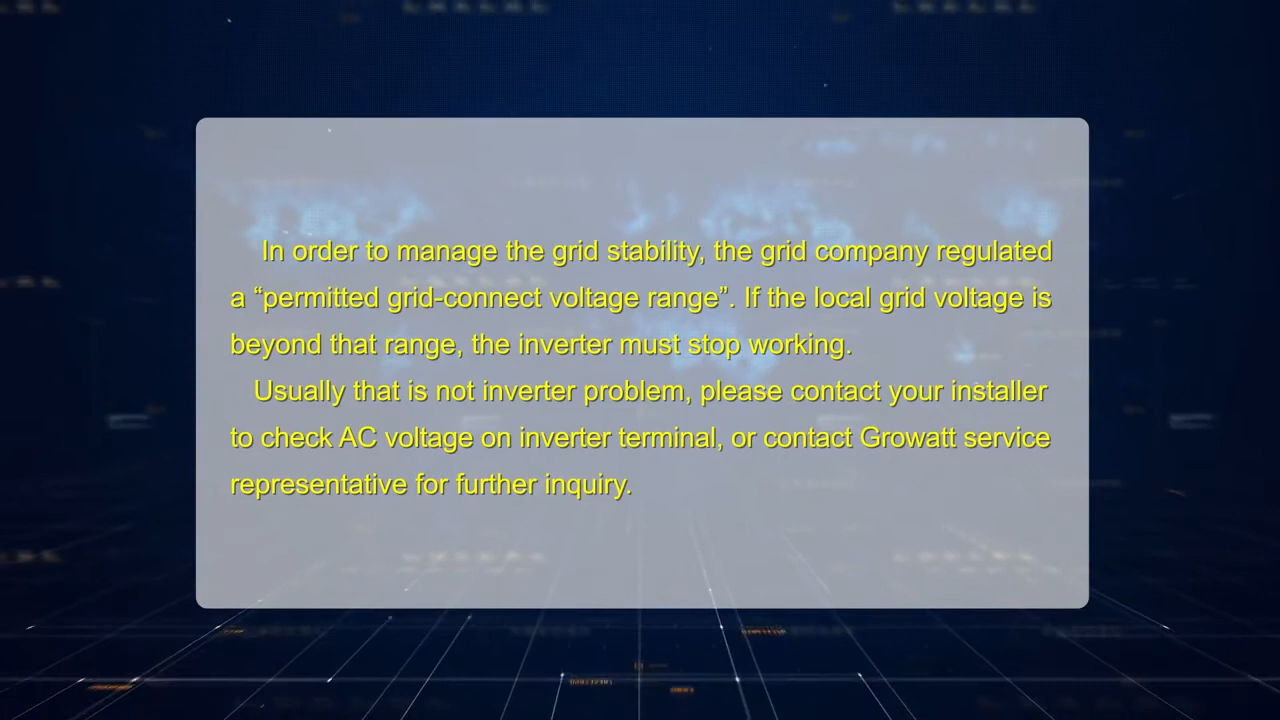 In order to manage the grid stability, the grid company regulated
a “permitted grid-connect voltage range”. If the local grid voltage is
beyond that range, the inverter must stop working.
Usually that is not inverter problem, please contact your installer
to check AC voltage on inverter terminal, or contact Growatt service
representative for further inquiry.